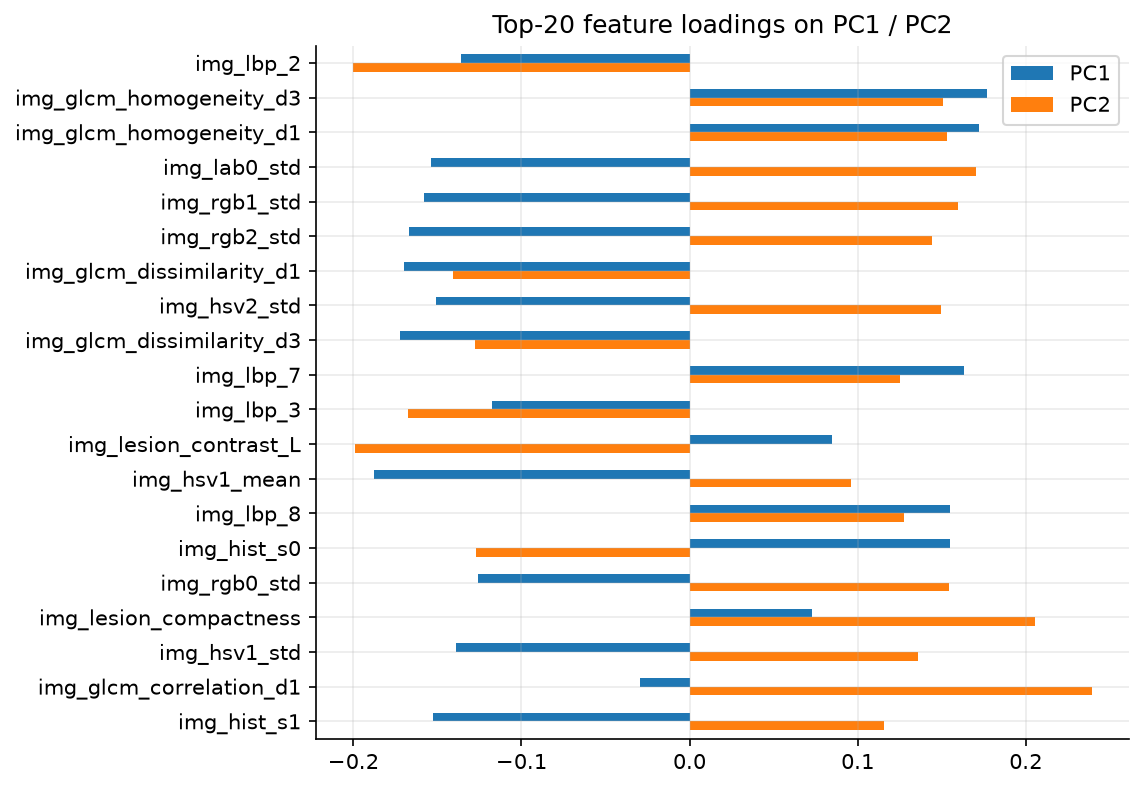 Top-20 feature loadings on PC1 / PC2
PC1
PC2
img_lbp_2
img_glcm_homogeneity_d3
img_glcm_homogeneity_d1
img_lab0_std
img_rgb1_std
img_rgb2_std
img_glcm_dissimilarity_d1
img_hsv2_std
img_glcm_dissimilarity_d3
img_lbp_7
img_lbp_3
img_lesion_contrast_L
img_hsv1_mean
img_lbp_8
img_hist_s0
img_rgb0_std
img_lesion_compactness
img_hsv1_std
img_glcm_correlation_d1
img_hist_s1
−0.2 −0.1 0.0 0.1 0.2